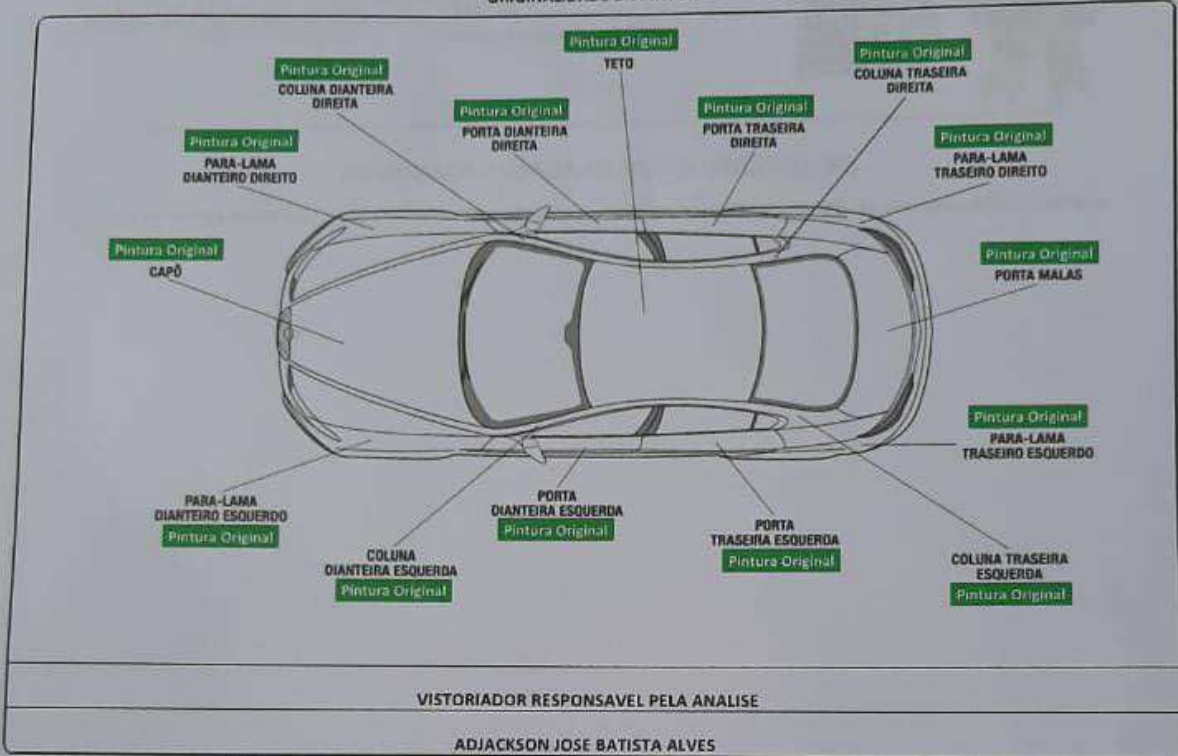 Pintura Original
TETO
Pintura Original
COLUNA DIANTEIRA
DIREITA
Pintura Original
COLUNA TRASEIRA
DIREITA
Pintura Original
PORTA DIANTEIRA
DIREITA
Pintura Original
PORTA TRASEIRA
DIREITA
Pintura Original
PARA-LAMA
DIANTEIRO DIREITO
Pintura Original
PARA-LAMA
TRASEIRO DIREITO
Pintura Original
CAPÔ
Pintura Original
PORTA MALAS
Pintura Original
PARA-LAMA
TRASEIRO ESQUERDO
PARA-LAMA
DIANTEIRO ESQUERDO
Pintura Original
PORTA
DIANTEIRA ESQUERDA
Pintura Original
PORTA
TRASEIRA ESQUERDA
Pintura Original
COLUNA
DIANTEIRA ESQUERDA
Pintura Original
COLUNA TRASEIRA
ESQUERDA
Pintura Original
VISTORIADOR RESPONSAVEL PELA ANALISE
ADJACKSON JOSE BATISTA ALVES